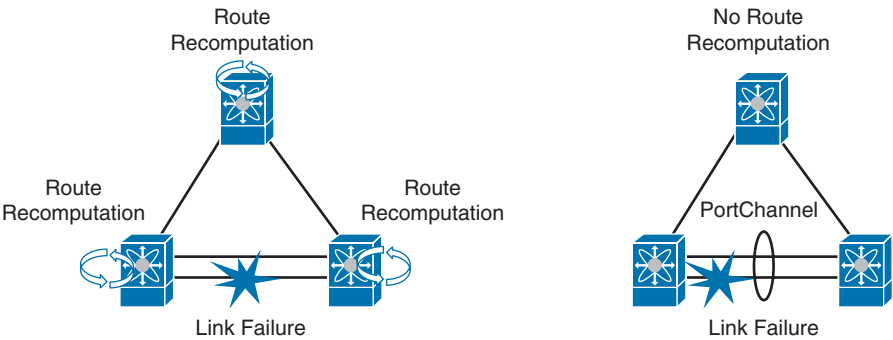 Route
Recomputation
No Route
Recomputation
Route
Recomputation
Route
Recomputation
PortChannel
Link Failure
Link Failure